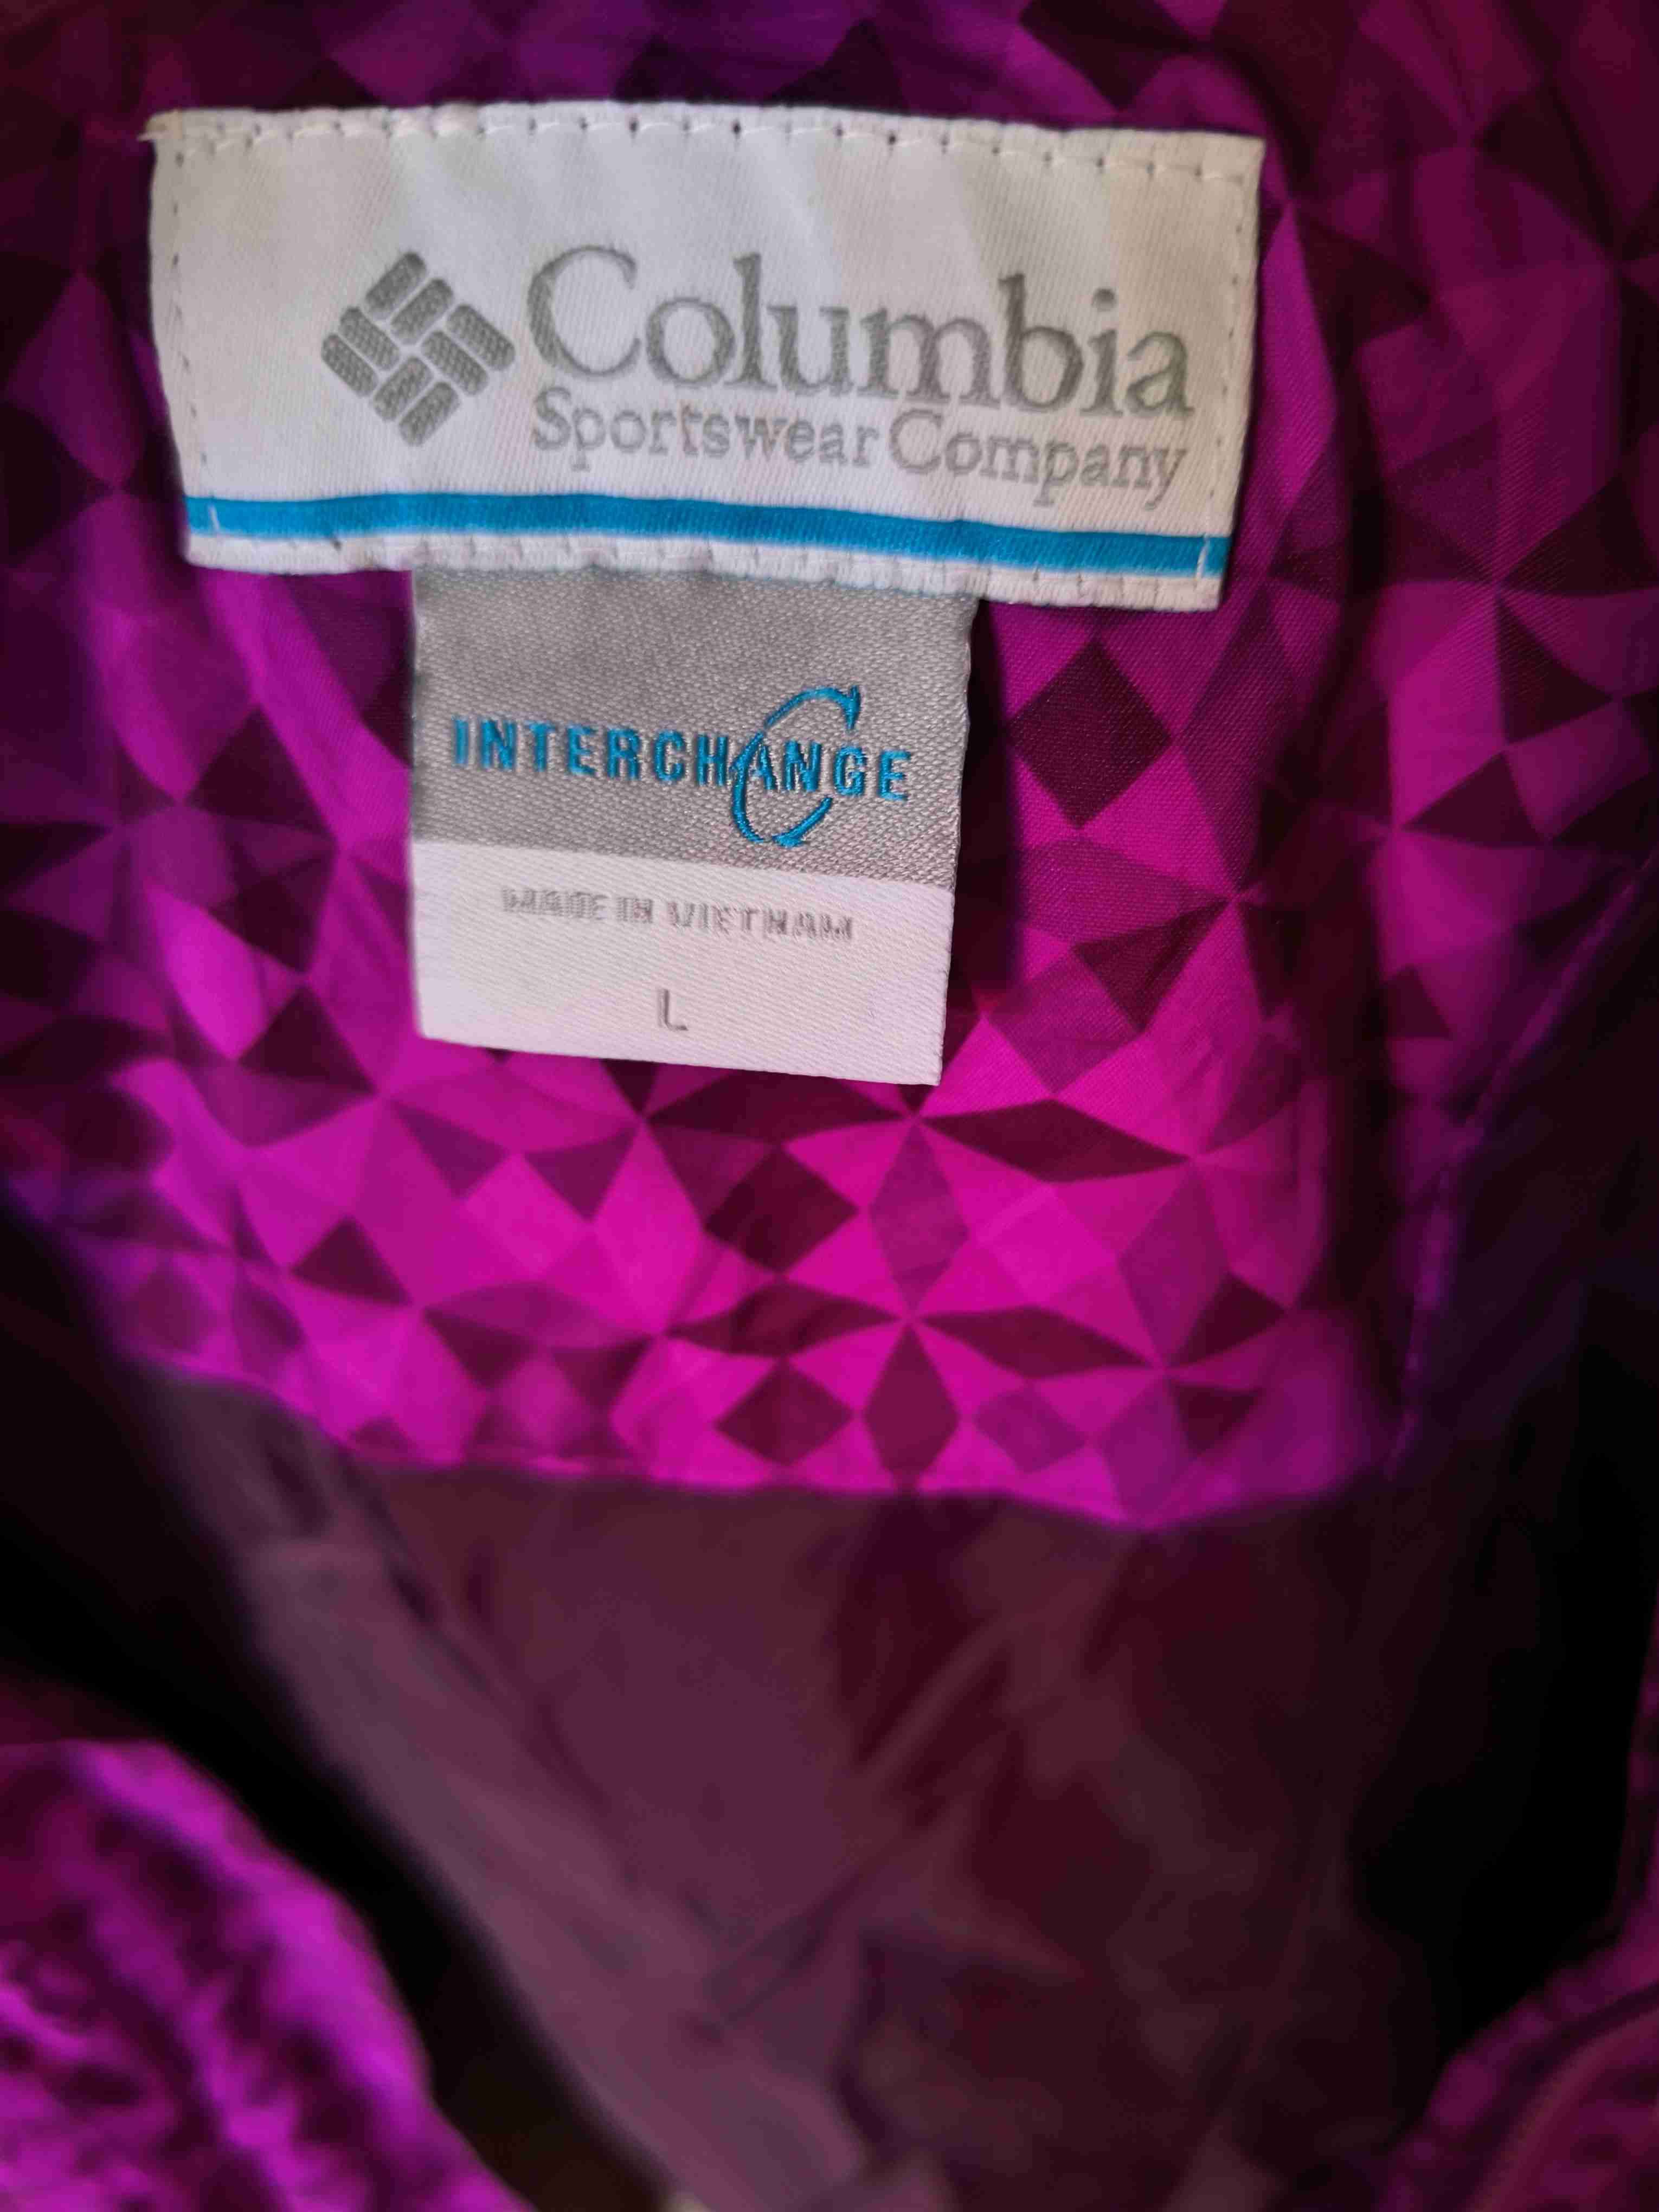 Columbia
Sportswear Company
INTERCHANGE
MADE IN VIETNAM
L